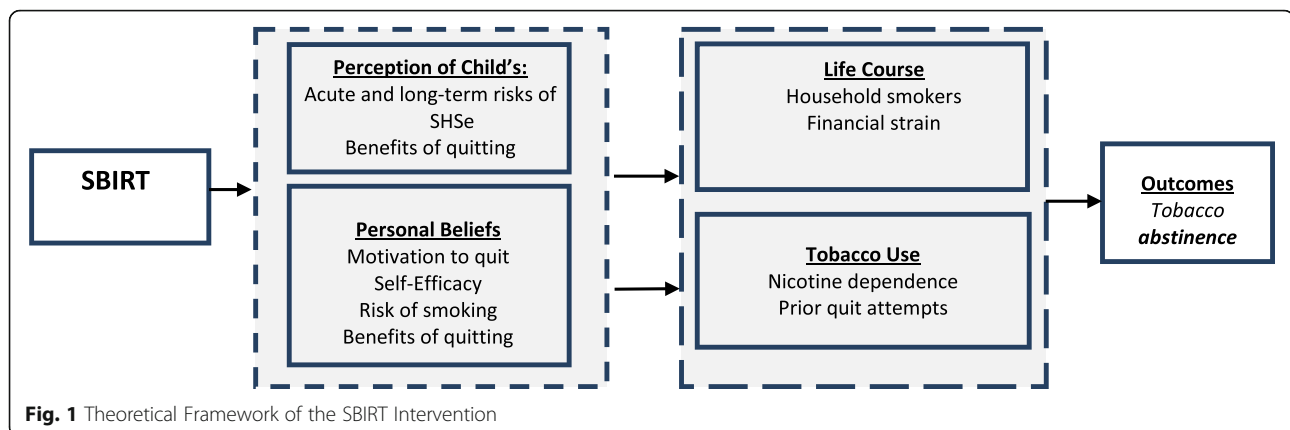 SBIRT
Perception of Child's:
Acute and long-term risks of
SHSe
Benefits of quitting
Personal Beliefs
Motivation to quit
Self-Efficacy
Risk of smoking
Benefits of quitting
Life Course
Household smokers
Financial strain
Tobacco Use
Nicotine dependence
Prior quit attempts
Outcomes
Tobacco
abstinence
Fig. 1 Theoretical Framework of the SBIRT Intervention